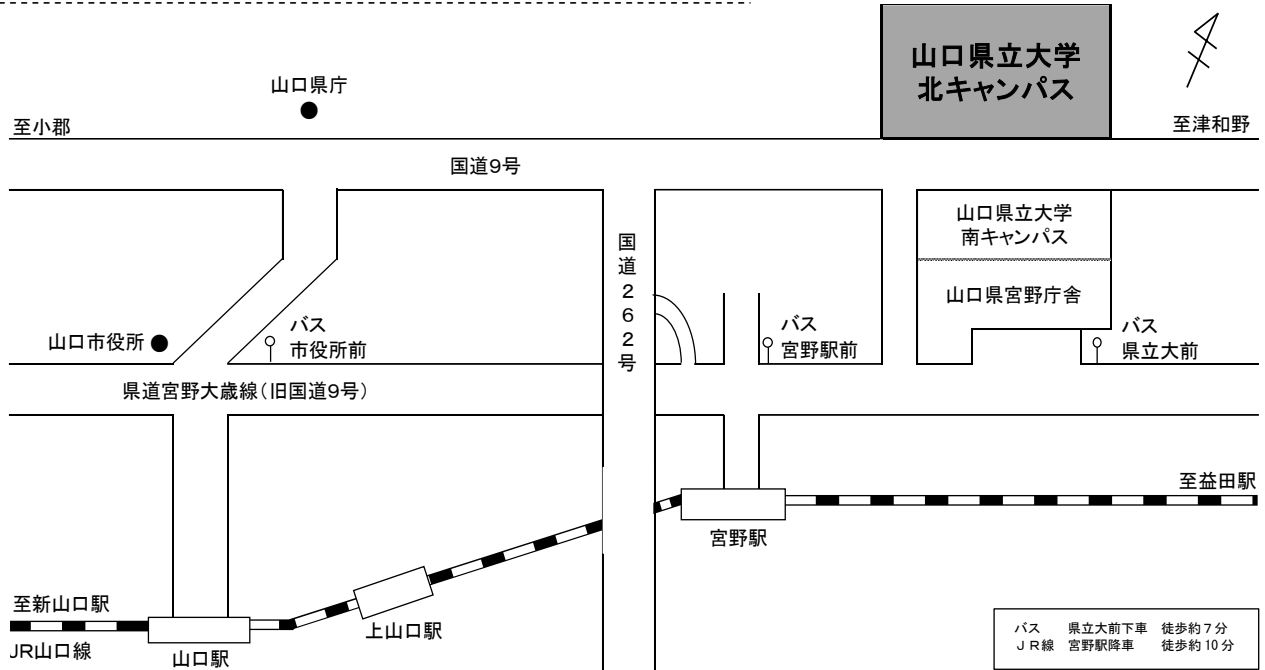 山口県立大学
北キャンパス
山口県庁
至小郡
至津和野
国道9号
山口県立大学
南キャンパス
国道262号
山口県宮野庁舎
山口市役所
バス
市役所前
バス
宮野駅前
バス
県立大前
県道宮野大歳線(旧国道9号)
至益田駅
宮野駅
至新山口駅
上山口駅
JR山口線
山口駅
バス 県立大前下車 徒歩約7分
JR線 宮野駅降車 徒歩約10分